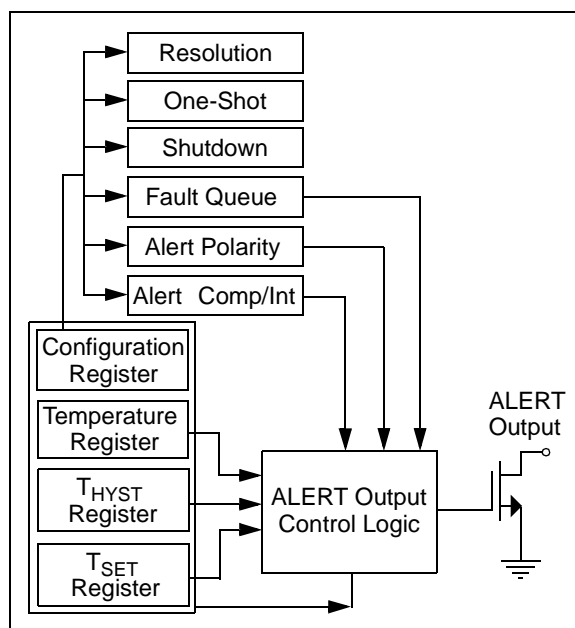 Resolution
One-Shot
Shutdown
Fault Queue
Alert Polarity
Alert Comp/Int
Configuration
Register
Temperature
Register
THYST
Register
TSET
Register
ALERT Output
Control Logic
ALERT
Output